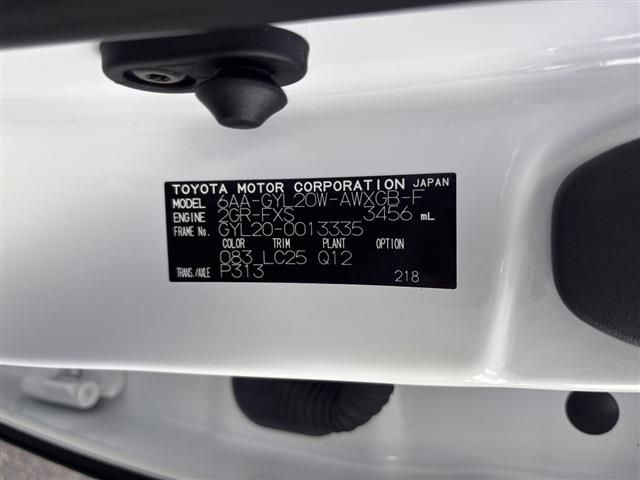 TOYOTA MOTOR CORPORATION JAPAN
MODEL 6AA-GYL20W-AWXGB-F
ENGINE 2GR-FXS 3456 mL
FRAME No. GYL20-0013335
COLOR TRIM PLANT OPTION
083 LC25 Q12
TRANS./AXLE P313 218